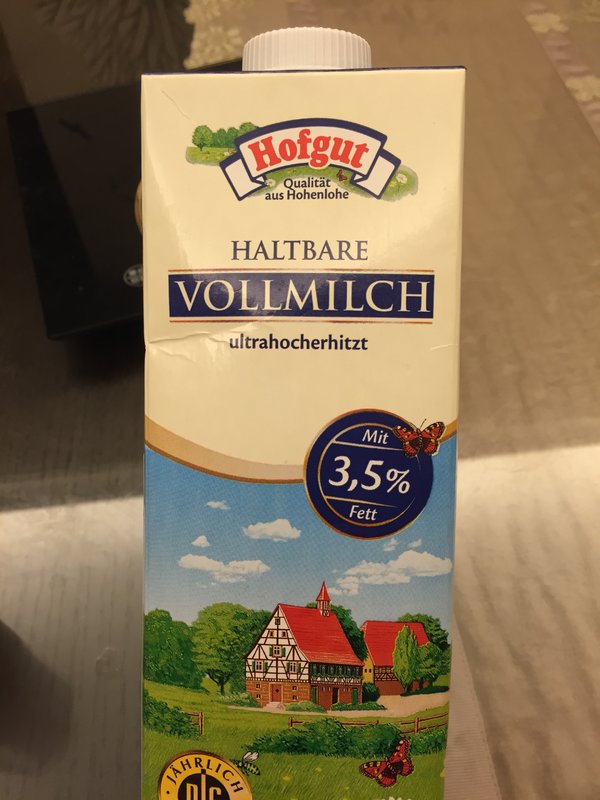 Hofgut
Qualität
aus Hohenlohe
HALTBARE
VOLLMILCH
ultrahocherhitzt
Mit
3,5%
Fett
JÄHRLICH